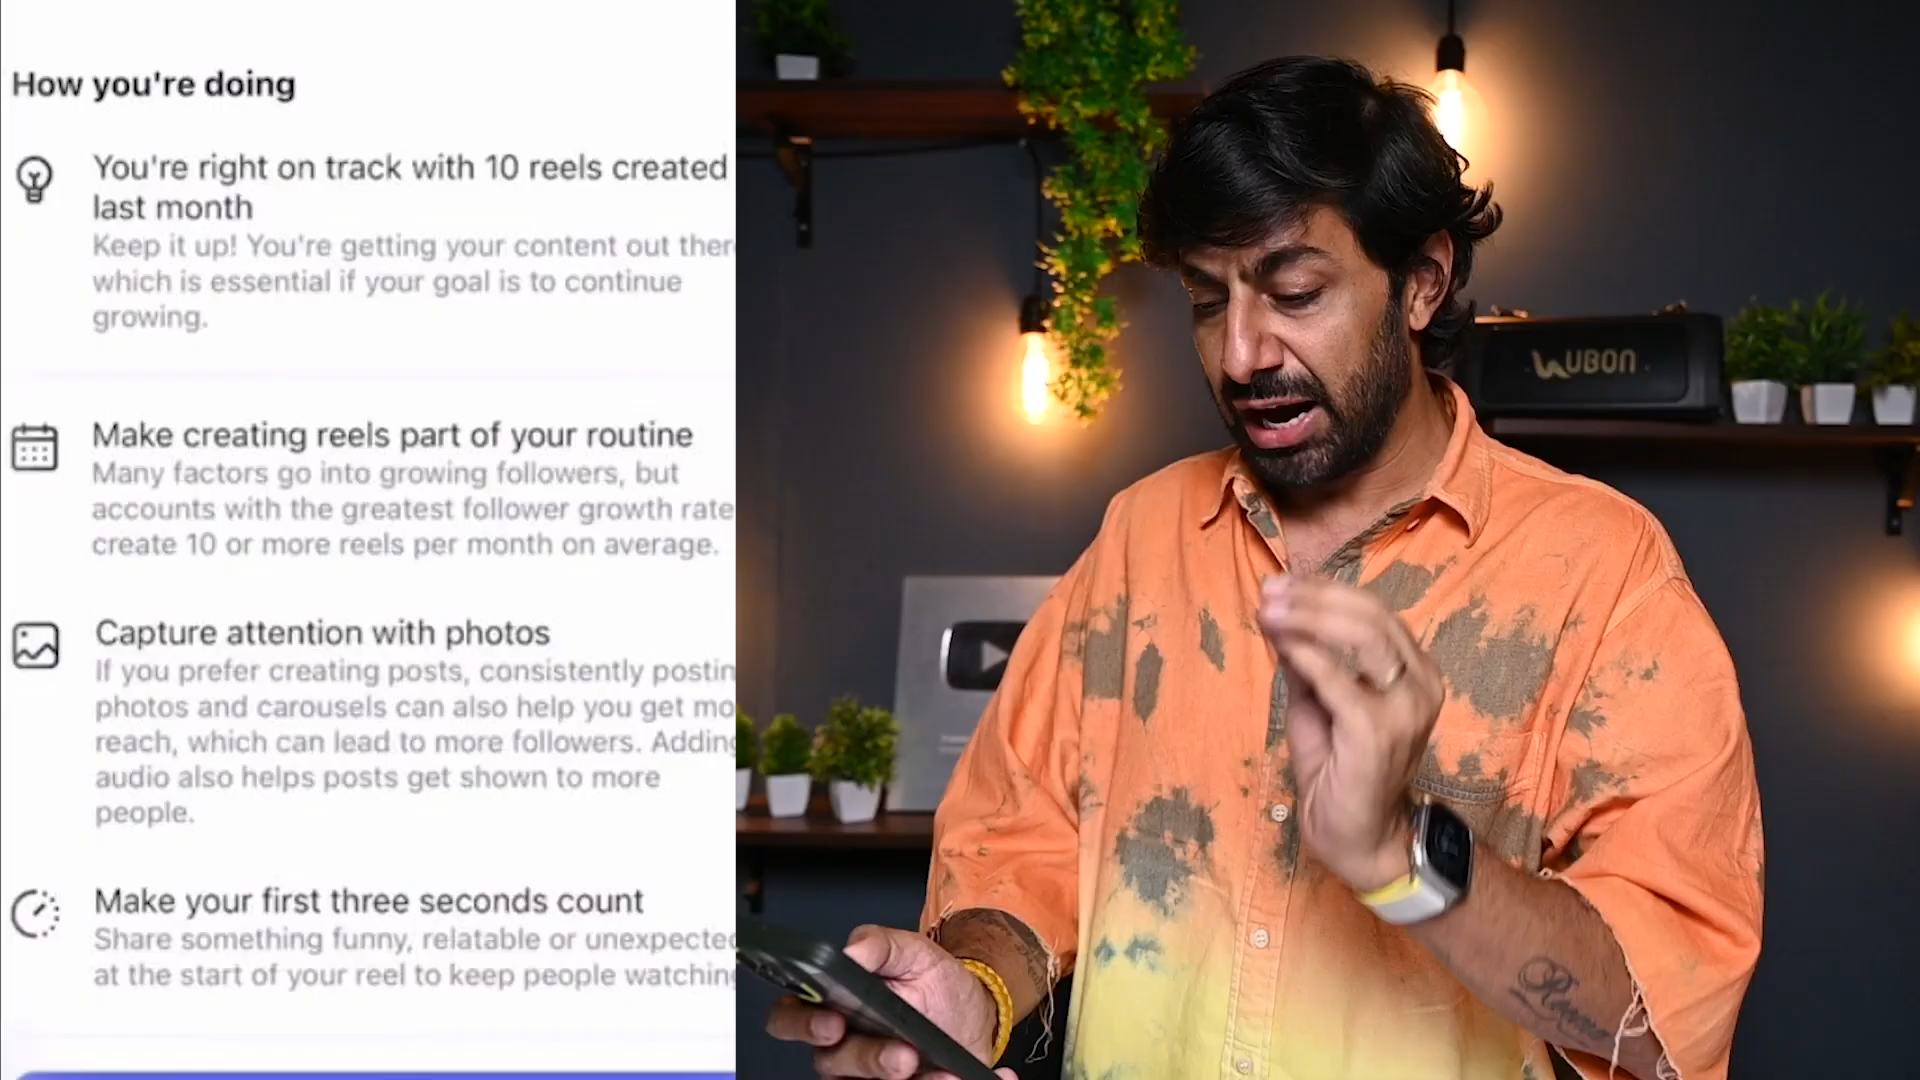 How you're doing
You're right on track with 10 reels created
last month
Keep it up! You're getting your content out
which is essential if your goal is to continue
growing.
Make creating reels part of your routine
Many factors go into growing followers, but
accounts with the greatest follower growth rate
create 10 or more reels per month on average.
Capture attention with photos
If you prefer creating posts, consistently
photos and carousels can also help you get
reach, which can lead to more followers.
audio also helps posts get shown to more
people.
Make your first three seconds count
Share something funny, relatable or
at the start of your reel to keep people
UBON